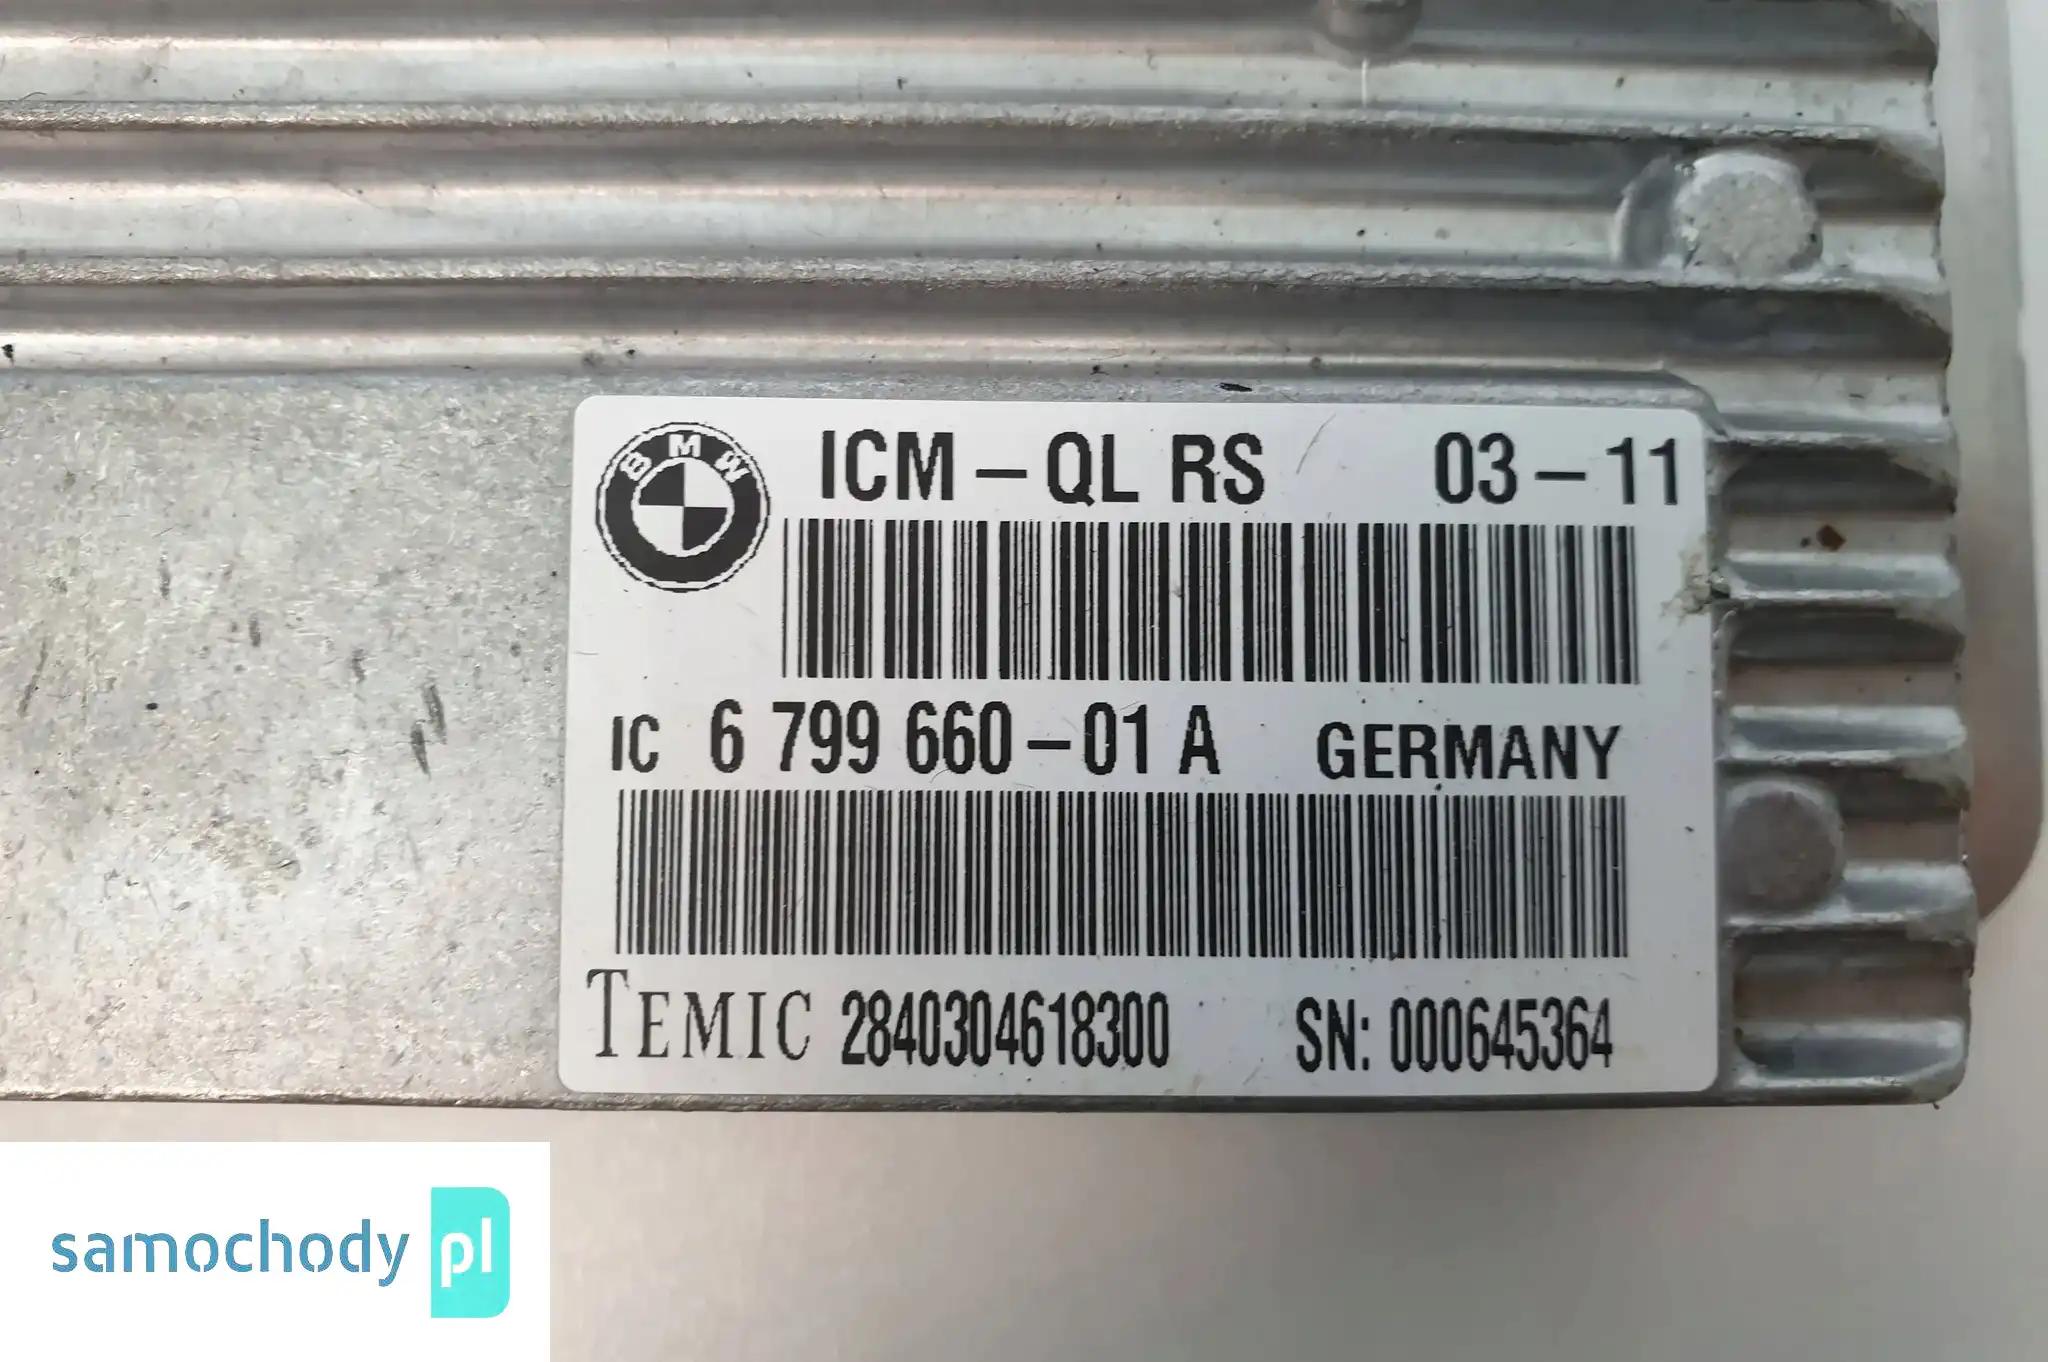 BMW
ICM-QL RS 03-11
IC 6 799 660-01 A GERMANY
TEMIC 2840304618300 SN: 000645364
samochody pl